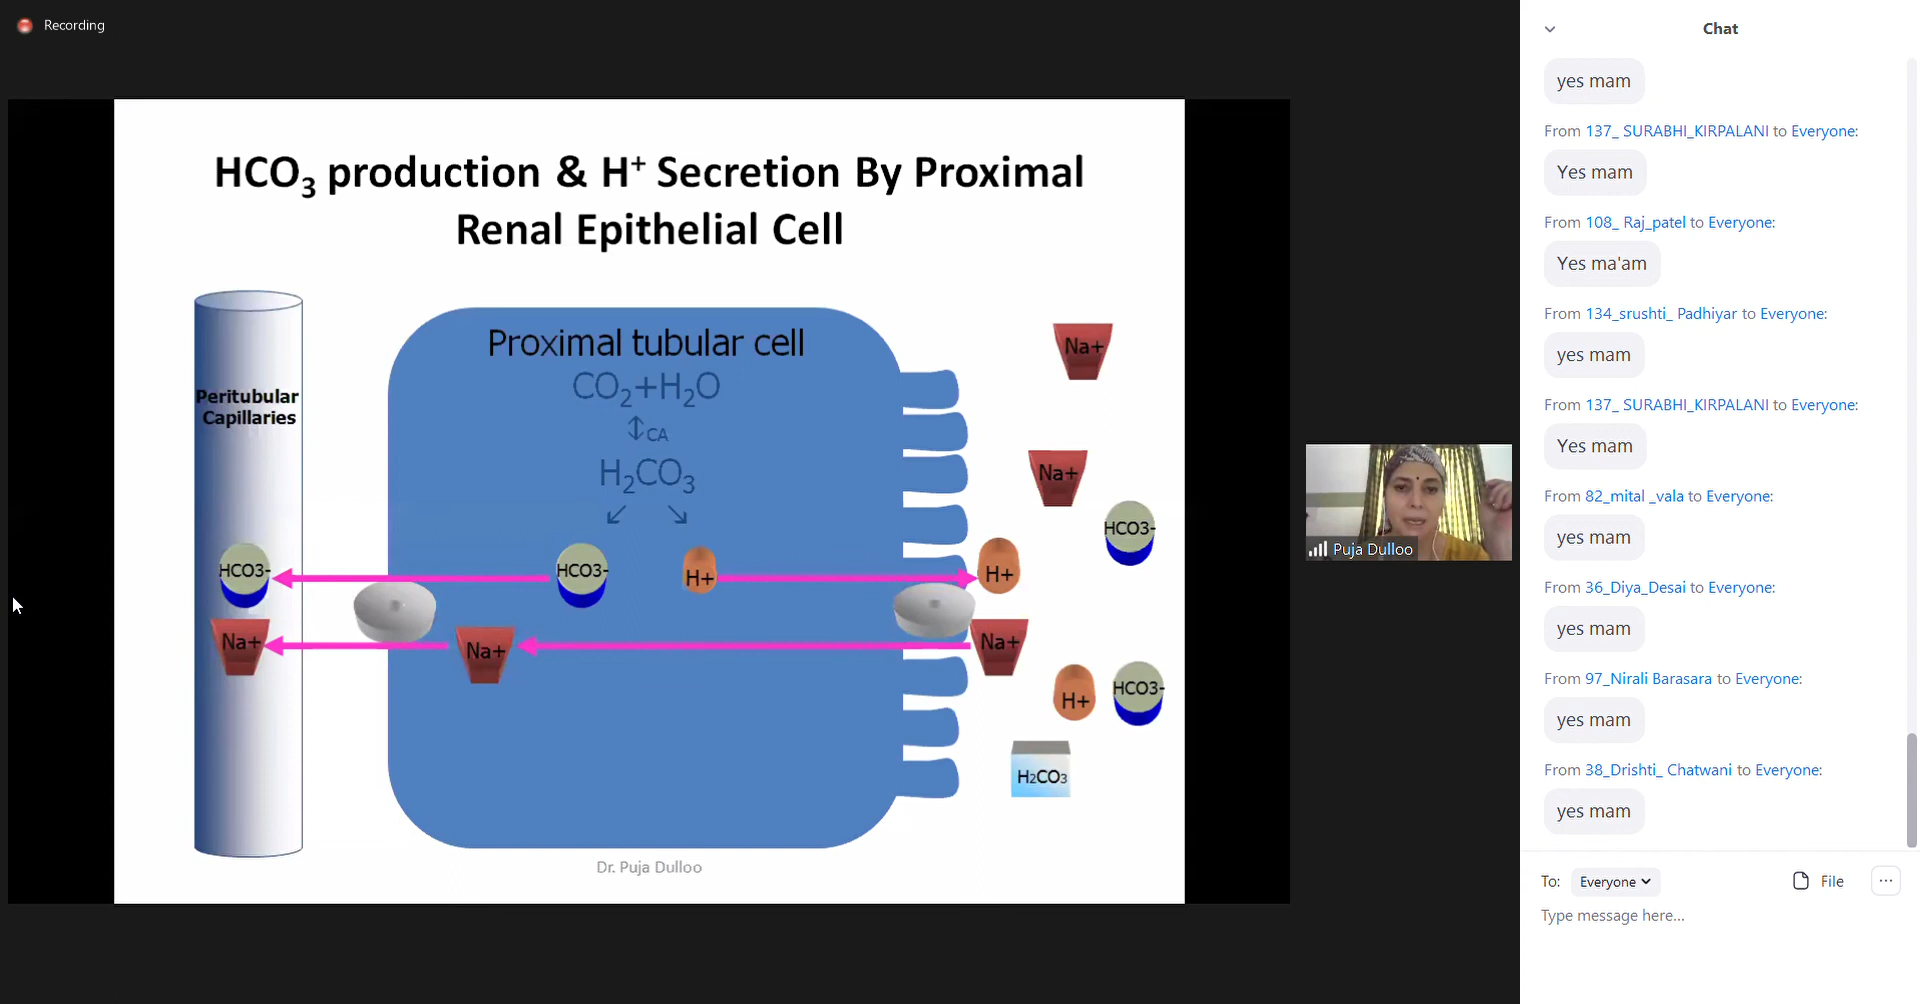 Recording
HCO3 production & H+ Secretion By Proximal
Renal Epithelial Cell
Peritubular
Capillaries
Proximal tubular cell
CO2+H2O
↕CA
H2CO3
↙ ↘
HCO3-
HCO3-
H+
H+
Na+
Na+
Na+
Na+
Na+
HCO3-
H+
HCO3-
H2CO3
Dr. Puja Dulloo
Puja Dulloo
Chat
yes mam
From 137_ SURABHI_KIRPALANI to Everyone:
Yes mam
From 108_ Raj_patel to Everyone:
Yes ma'am
From 134_srushti_ Padhiyar to Everyone:
yes mam
From 137_ SURABHI_KIRPALANI to Everyone:
Yes mam
From 82_mital _vala to Everyone:
yes mam
From 36_Diya_Desai to Everyone:
yes mam
From 97_Nirali Barasara to Everyone:
yes mam
From 38_Drishti_ Chatwani to Everyone:
yes mam
To: Everyone File ...
Type message here...